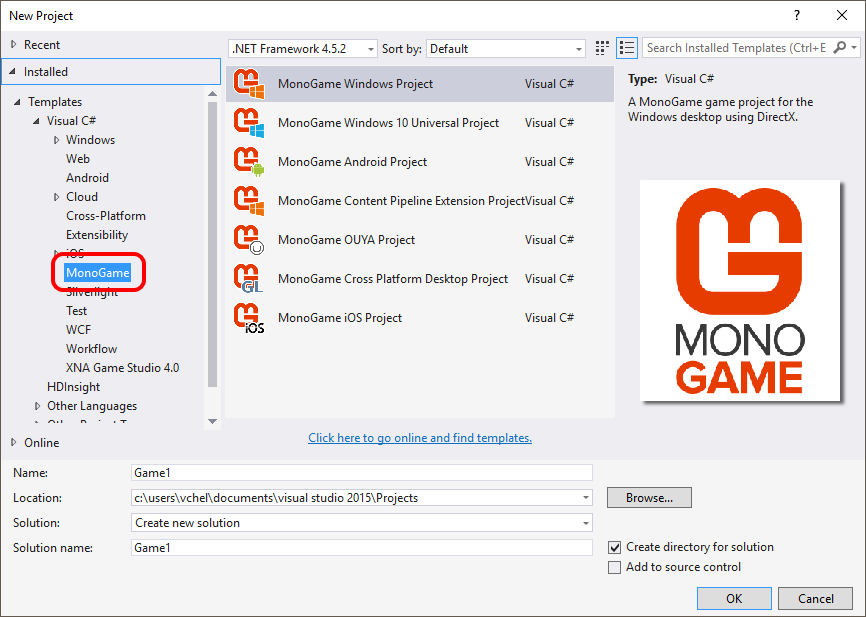 New Project
?
Recent
.NET Framework 4.5.2
Sort by:
Default
Search Installed Templates (Ctrl+E
Installed
Templates
Visual C#
Windows
Web
Android
Cloud
Cross-Platform
Extensibility
iOS
MonoGame
Silverlight
Test
WCF
Workflow
XNA Game Studio 4.0
HDInsight
Other Languages
Online
MonoGame Windows Project Visual C#
MonoGame Windows 10 Universal Project Visual C#
MonoGame Android Project Visual C#
MonoGame Content Pipeline Extension Project Visual C#
MonoGame OUYA Project Visual C#
GL
MonoGame Cross Platform Desktop Project Visual C#
iOS
MonoGame iOS Project Visual C#
Click here to go online and find templates.
Type: Visual C#
A MonoGame game project for the
Windows desktop using DirectX.
MONO
GAME
Name: Game1
Location: c:\users\vchel\documents\visual studio 2015\Projects
Browse...
Solution: Create new solution
Solution name: Game1
Create directory for solution
Add to source control
OK
Cancel